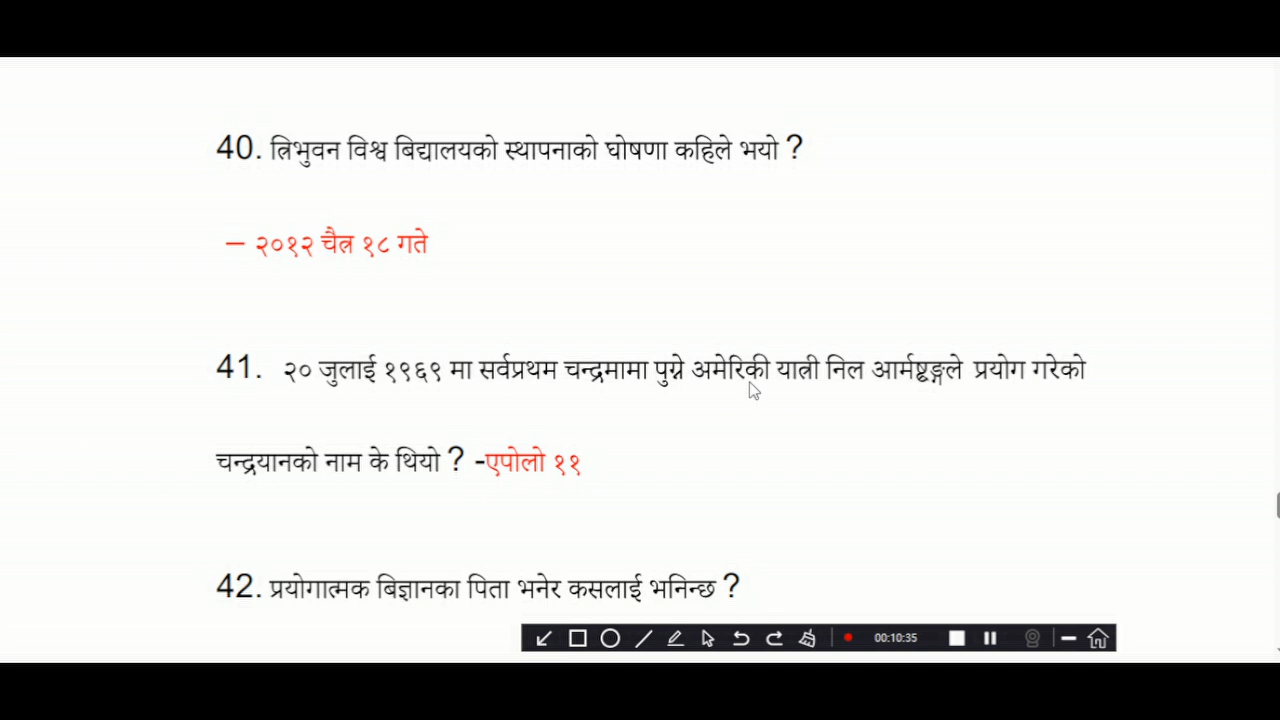 40. त्रिभुवन विश्व बिद्यालयको स्थापनाको घोषणा कहिले भयो ?
– २०१२ चैत्र १८ गते
41. २० जुलाई १९६९ मा सर्वप्रथम चन्द्रमामा पुग्ने अमेरिकी यात्री निल आर्मष्ट्रङ्गले प्रयोग गरेको
चन्द्रयानको नाम के थियो ? -एपोलो ११
42. प्रयोगात्मक बिज्ञानका पिता भनेर कसलाई भनिन्छ ?
00:10:35